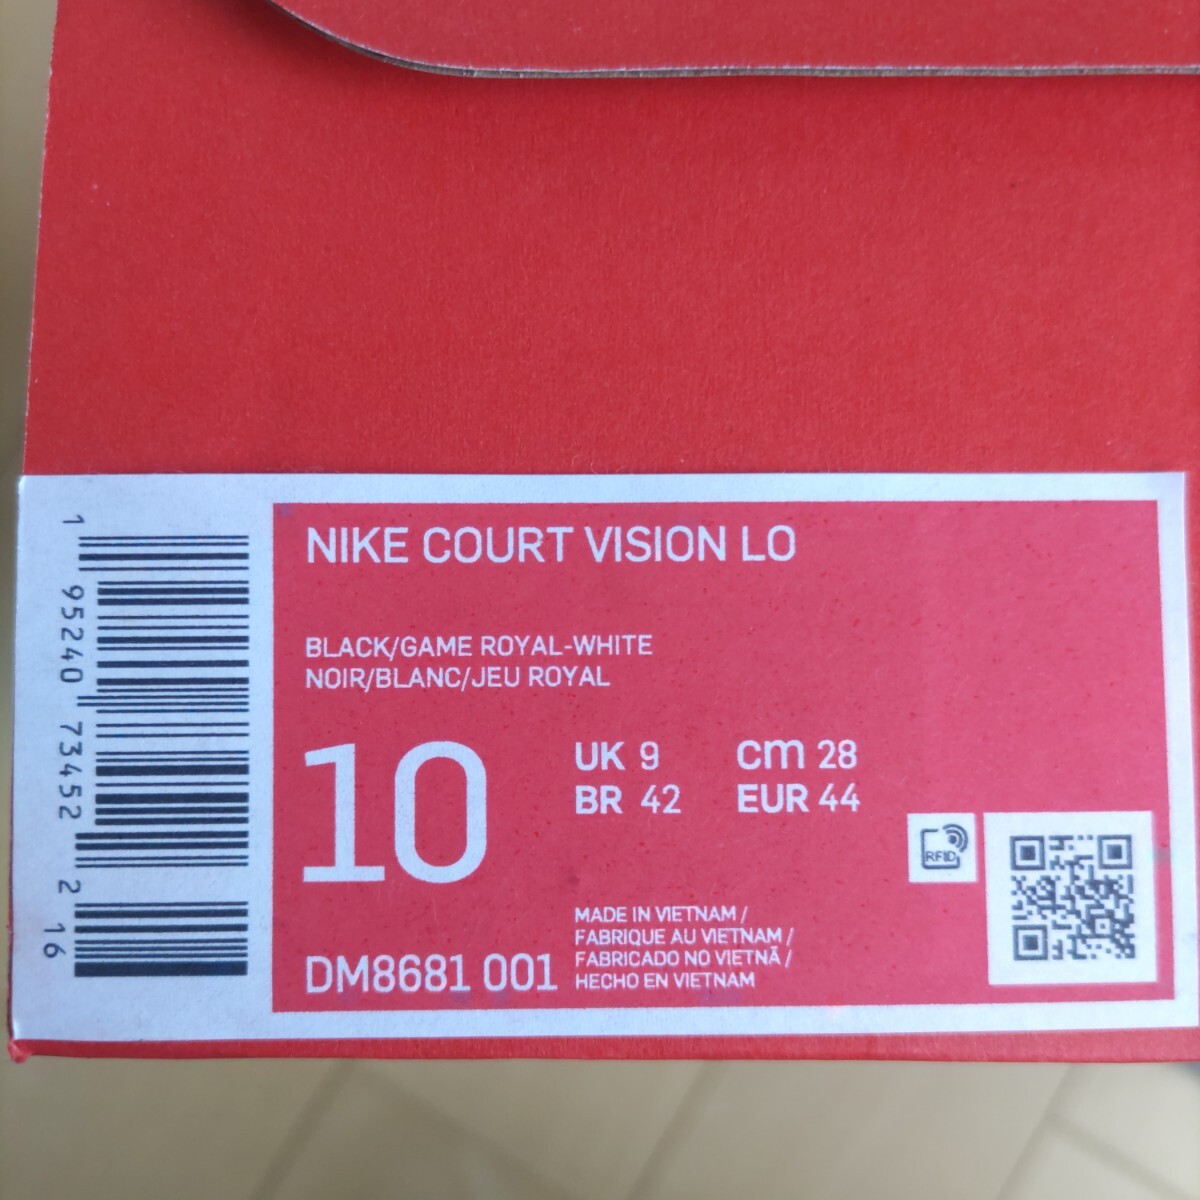 NIKE COURT VISION LO
BLACK/GAME ROYAL-WHITE
NOIR/BLANC/JEU ROYAL
10
UK 9 cm 28
BR 42 EUR 44
RFID
DM8681 001
MADE IN VIETNAM /
FABRIQUE AU VIETNAM /
FABRICADO NO VIETNÃ /
HECHO EN VIETNAM
1 95240 73452 2 16